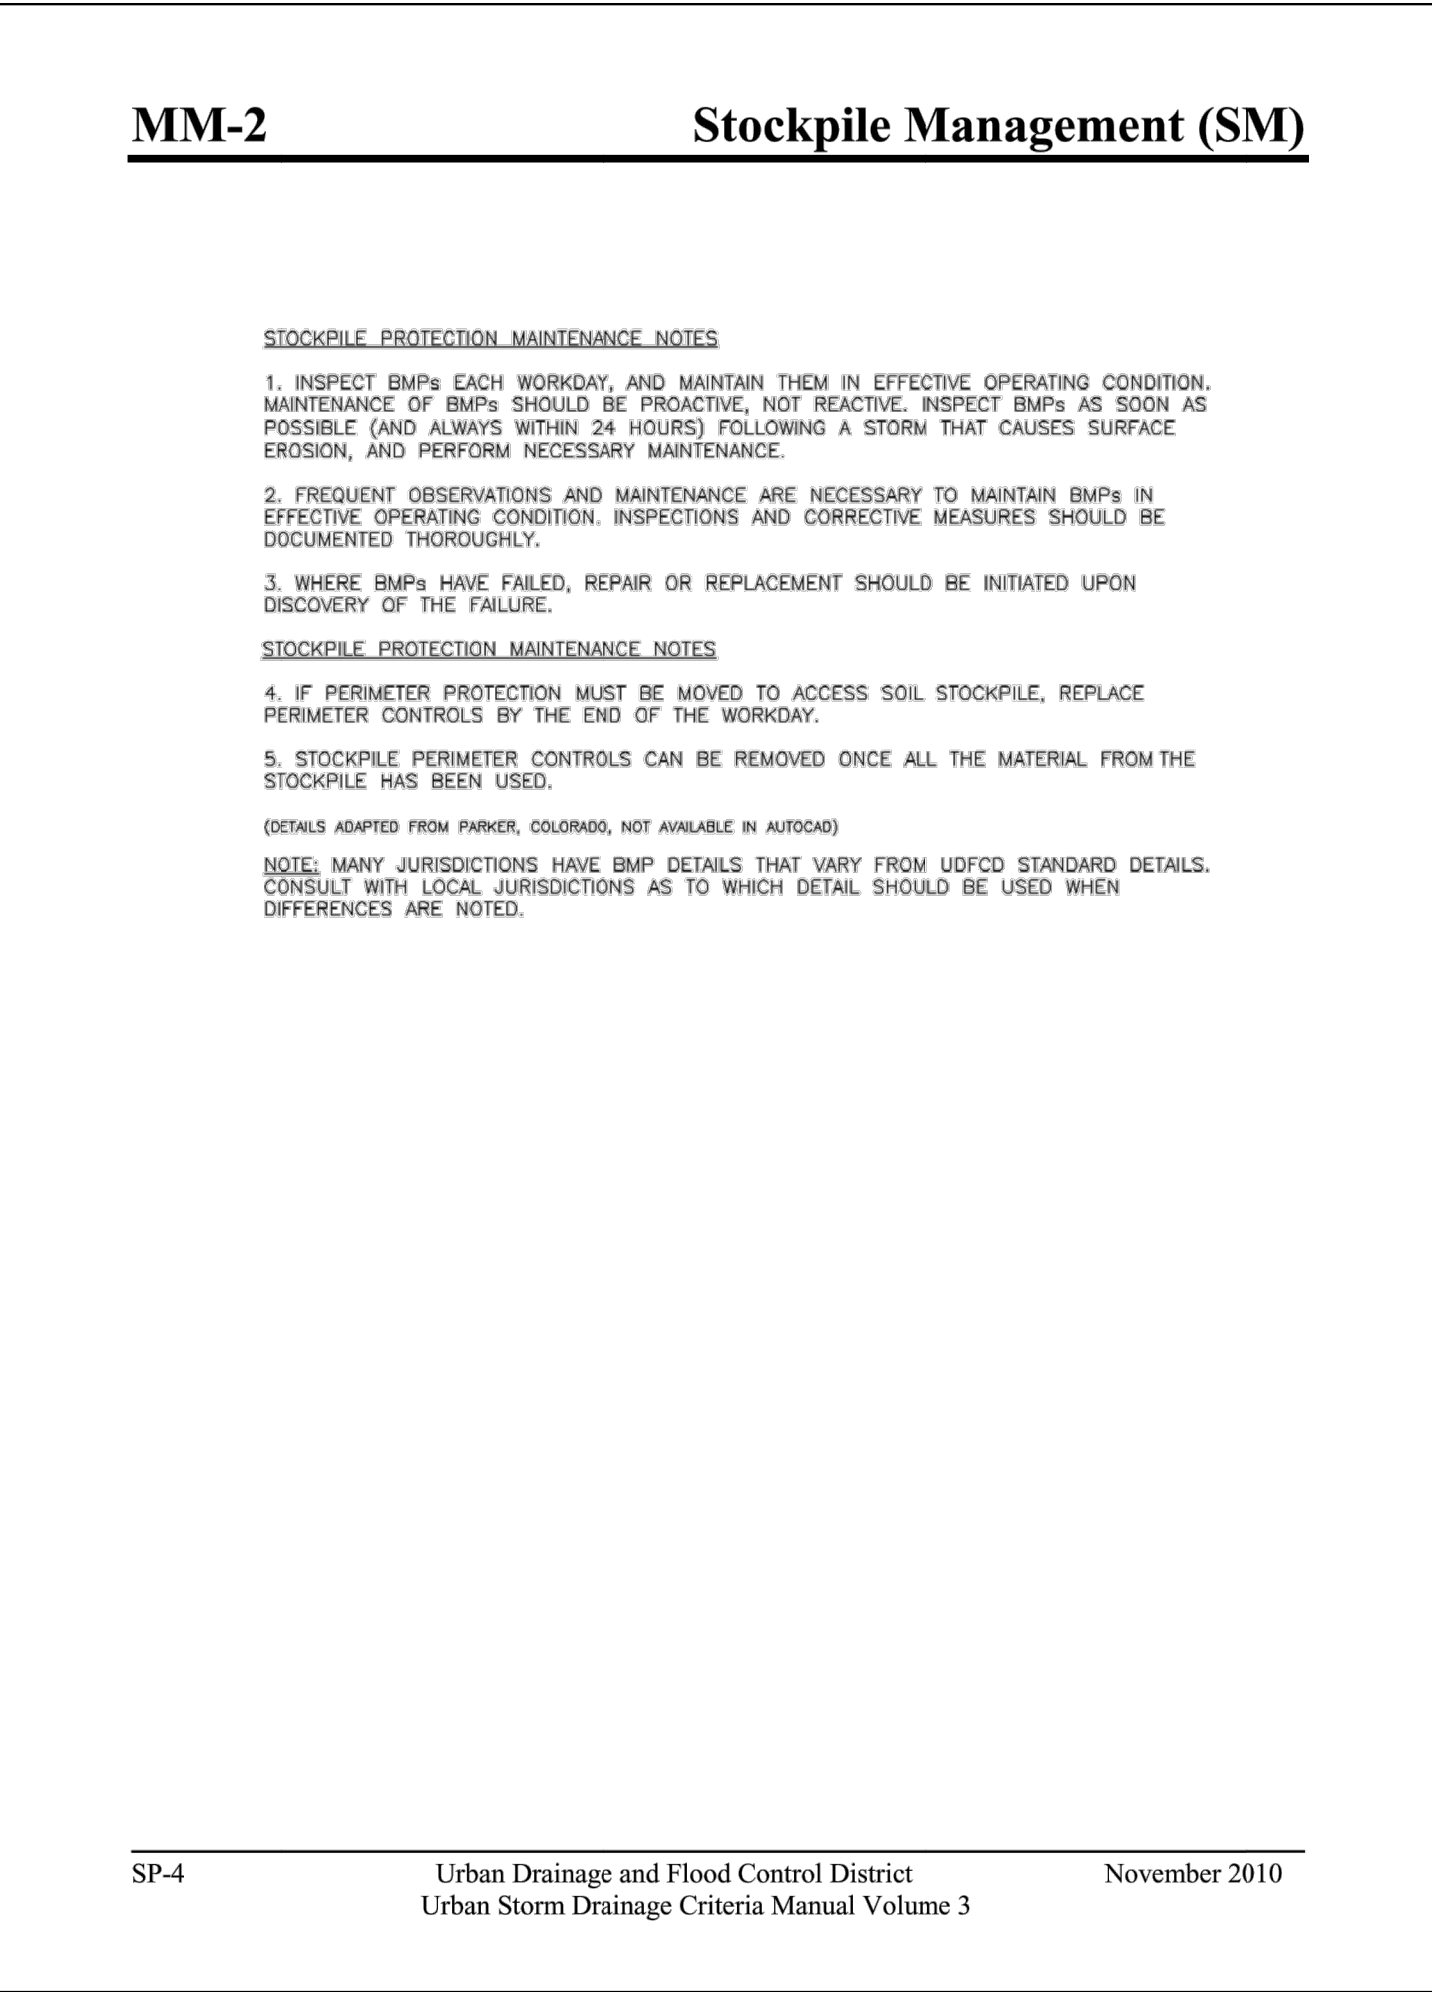 MM-2 Stockpile Management (SM)
STOCKPILE PROTECTION MAINTENANCE NOTES
1. INSPECT BMPs EACH WORKDAY, AND MAINTAIN THEM IN EFFECTIVE OPERATING CONDITION.
MAINTENANCE OF BMPs SHOULD BE PROACTIVE, NOT REACTIVE. INSPECT BMPs AS SOON AS
POSSIBLE (AND ALWAYS WITHIN 24 HOURS) FOLLOWING A STORM THAT CAUSES SURFACE
EROSION, AND PERFORM NECESSARY MAINTENANCE.
2. FREQUENT OBSERVATIONS AND MAINTENANCE ARE NECESSARY TO MAINTAIN BMPs IN
EFFECTIVE OPERATING CONDITION. INSPECTIONS AND CORRECTIVE MEASURES SHOULD BE
DOCUMENTED THOROUGHLY.
3. WHERE BMPs HAVE FAILED, REPAIR OR REPLACEMENT SHOULD BE INITIATED UPON
DISCOVERY OF THE FAILURE.
STOCKPILE PROTECTION MAINTENANCE NOTES
4. IF PERIMETER PROTECTION MUST BE MOVED TO ACCESS SOIL STOCKPILE, REPLACE
PERIMETER CONTROLS BY THE END OF THE WORKDAY.
5. STOCKPILE PERIMETER CONTROLS CAN BE REMOVED ONCE ALL THE MATERIAL FROM THE
STOCKPILE HAS BEEN USED.
(DETAILS ADAPTED FROM PARKER, COLORADO, NOT AVAILABLE IN AUTOCAD)
NOTE: MANY JURISDICTIONS HAVE BMP DETAILS THAT VARY FROM UDFCD STANDARD DETAILS.
CONSULT WITH LOCAL JURISDICTIONS AS TO WHICH DETAIL SHOULD BE USED WHEN
DIFFERENCES ARE NOTED.
SP-4 Urban Drainage and Flood Control District November 2010
Urban Storm Drainage Criteria Manual Volume 3